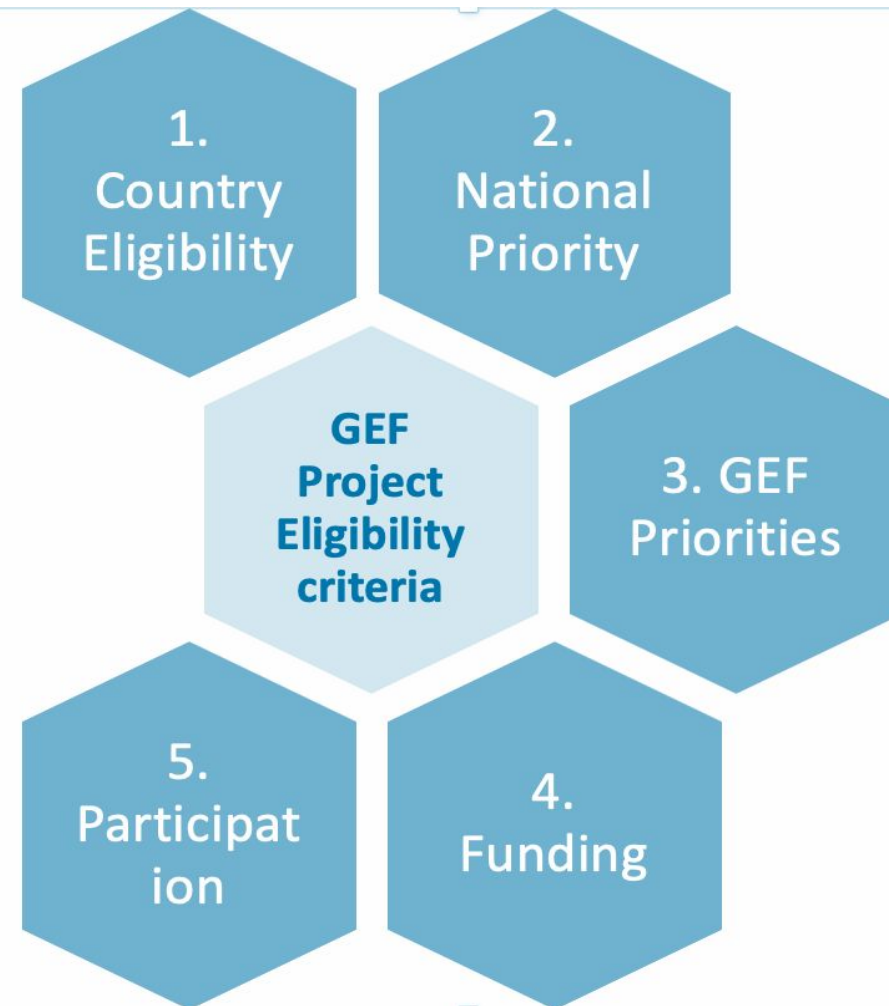 1.
Country
Eligibility
2.
National
Priority
GEF
Project
Eligibility
criteria
3. GEF
Priorities
5.
Participat
ion
4.
Funding